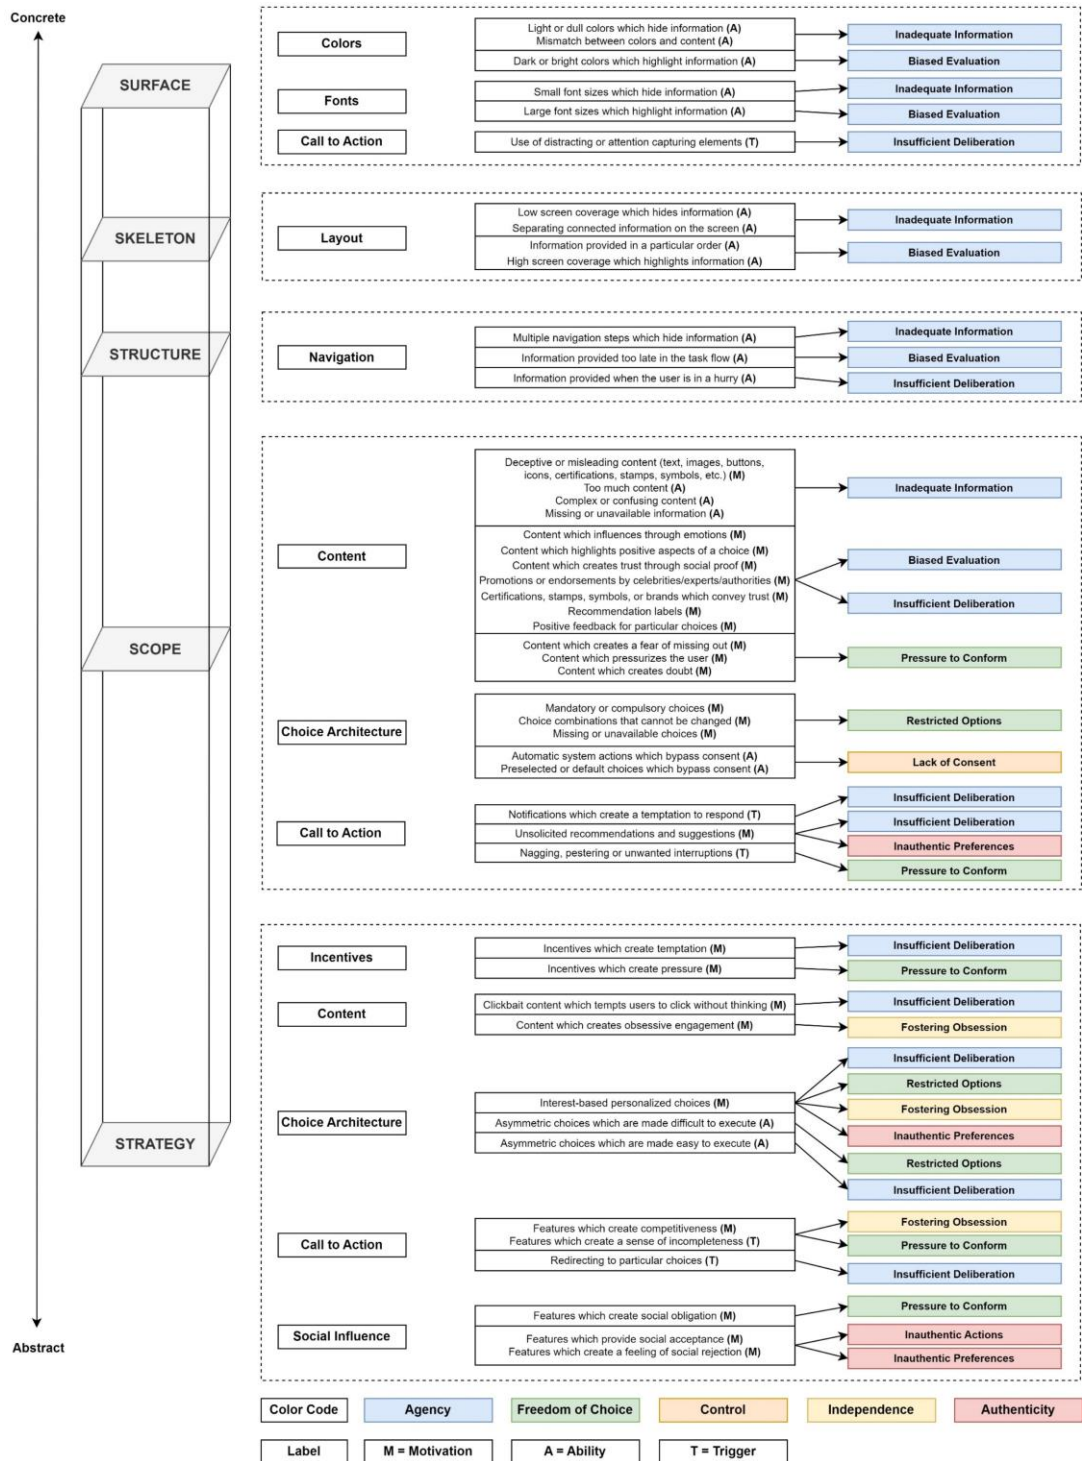 Concrete
SURFACE
Colors
Light or dull colors which hide information (A)
Mismatch between colors and content (A)
Inadequate Information
Dark or bright colors which highlight information (A)
Biased Evaluation
Fonts
Small font sizes which hide information (A)
Inadequate Information
Large font sizes which highlight information (A)
Biased Evaluation
Call to Action
Use of distracting or attention capturing elements (T)
Insufficient Deliberation
SKELETON
Layout
Low screen coverage which hides information (A)
Separating connected information on the screen (A)
Inadequate Information
Information provided in a particular order (A)
High screen coverage which highlights information (A)
Biased Evaluation
STRUCTURE
Navigation
Multiple navigation steps which hide information (A)
Inadequate Information
Information provided too late in the task flow (A)
Biased Evaluation
Information provided when the user is in a hurry (A)
Insufficient Deliberation
SCOPE
Content
Deceptive or misleading content (text, images, buttons,
icons, certifications, stamps, symbols, etc.) (M)
Too much content (A)
Complex or confusing content (A)
Missing or unavailable information (A)
Inadequate Information
Content which influences through emotions (M)
Content which highlights positive aspects of a choice (M)
Content which creates trust through social proof (M)
Promotions or endorsements by celebrities/experts/authorities (M)
Certifications, stamps, symbols, or brands which convey trust (M)
Recommendation labels (M)
Positive feedback for particular choices (M)
Biased Evaluation
Insufficient Deliberation
Content which creates a fear of missing out (M)
Content which pressurizes the user (M)
Content which creates doubt (M)
Pressure to Conform
Choice Architecture
Mandatory or compulsory choices (M)
Choice combinations that cannot be changed (M)
Missing or unavailable choices (M)
Restricted Options
Automatic system actions which bypass consent (A)
Preselected or default choices which bypass consent (A)
Lack of Consent
Call to Action
Notifications which create a temptation to respond (T)
Unsolicited recommendations and suggestions (M)
Nagging, pestering or unwanted interruptions (T)
Insufficient Deliberation
Insufficient Deliberation
Inauthentic Preferences
Pressure to Conform
STRATEGY
Incentives
Incentives which create temptation (M)
Insufficient Deliberation
Incentives which create pressure (M)
Pressure to Conform
Content
Clickbait content which tempts users to click without thinking (M)
Insufficient Deliberation
Content which creates obsessive engagement (M)
Fostering Obsession
Choice Architecture
Interest-based personalized choices (M)
Asymmetric choices which are made difficult to execute (A)
Asymmetric choices which are made easy to execute (A)
Insufficient Deliberation
Restricted Options
Fostering Obsession
Inauthentic Preferences
Restricted Options
Insufficient Deliberation
Call to Action
Features which create competitiveness (M)
Features which create a sense of incompleteness (T)
Redirecting to particular choices (T)
Fostering Obsession
Pressure to Conform
Insufficient Deliberation
Social Influence
Features which create social obligation (M)
Features which provide social acceptance (M)
Features which create a feeling of social rejection (M)
Pressure to Conform
Inauthentic Actions
Inauthentic Preferences
Abstract
Color Code
Agency
Freedom of Choice
Control
Independence
Authenticity
Label
M = Motivation
A = Ability
T = Trigger